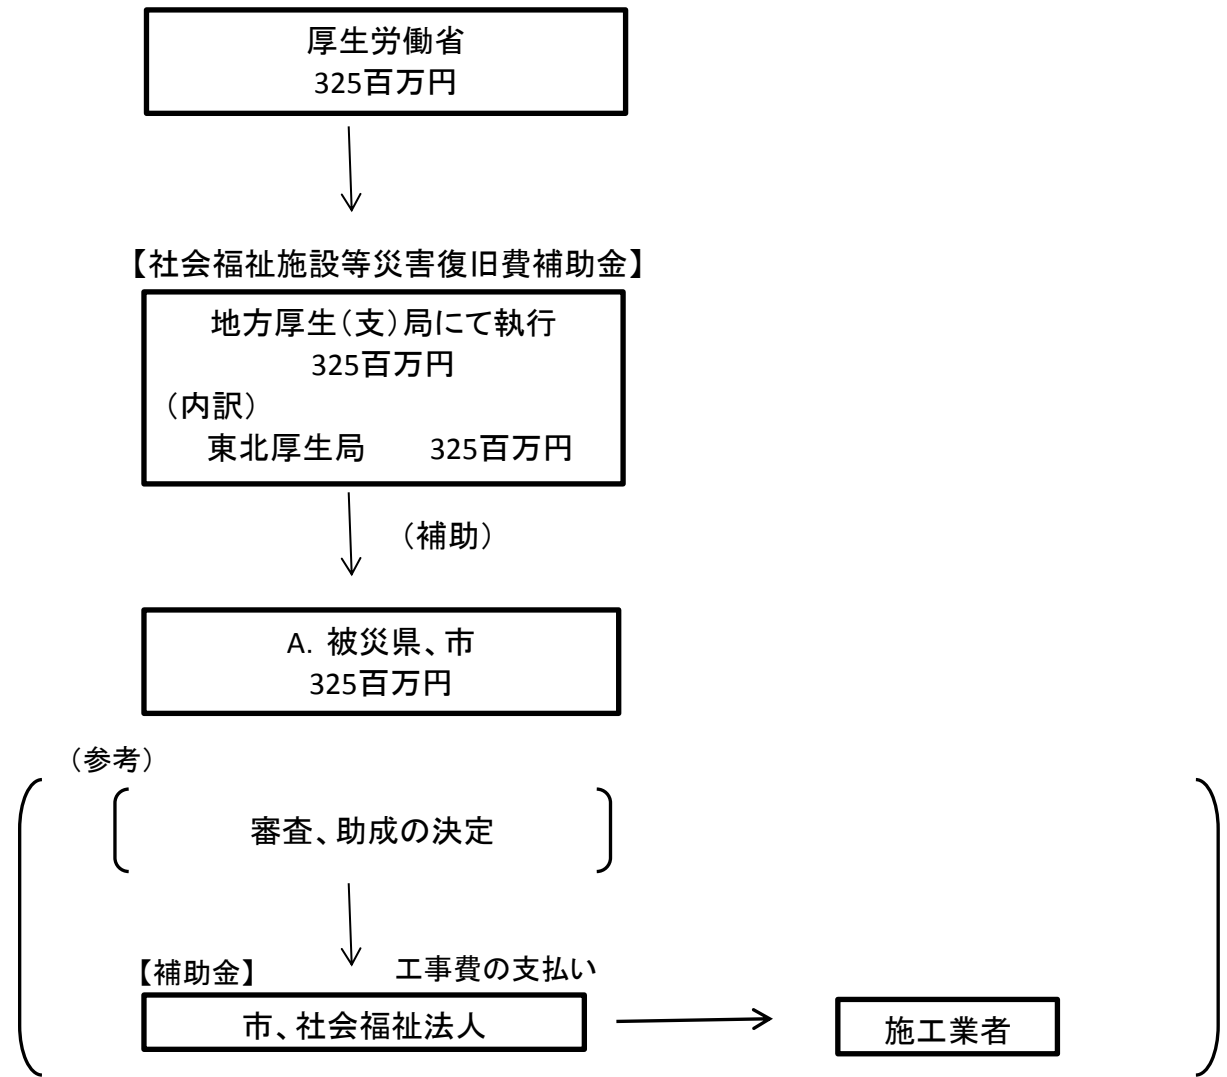 厚生労働省
325百万円
【社会福祉施設等災害復旧費補助金】
地方厚生(支)局にて執行
325百万円
(内訳)
東北厚生局　　325百万円
(補助)
A. 被災県、市
325百万円
(参考)
審査、助成の決定
【補助金】
工事費の支払い
市、社会福祉法人
施工業者